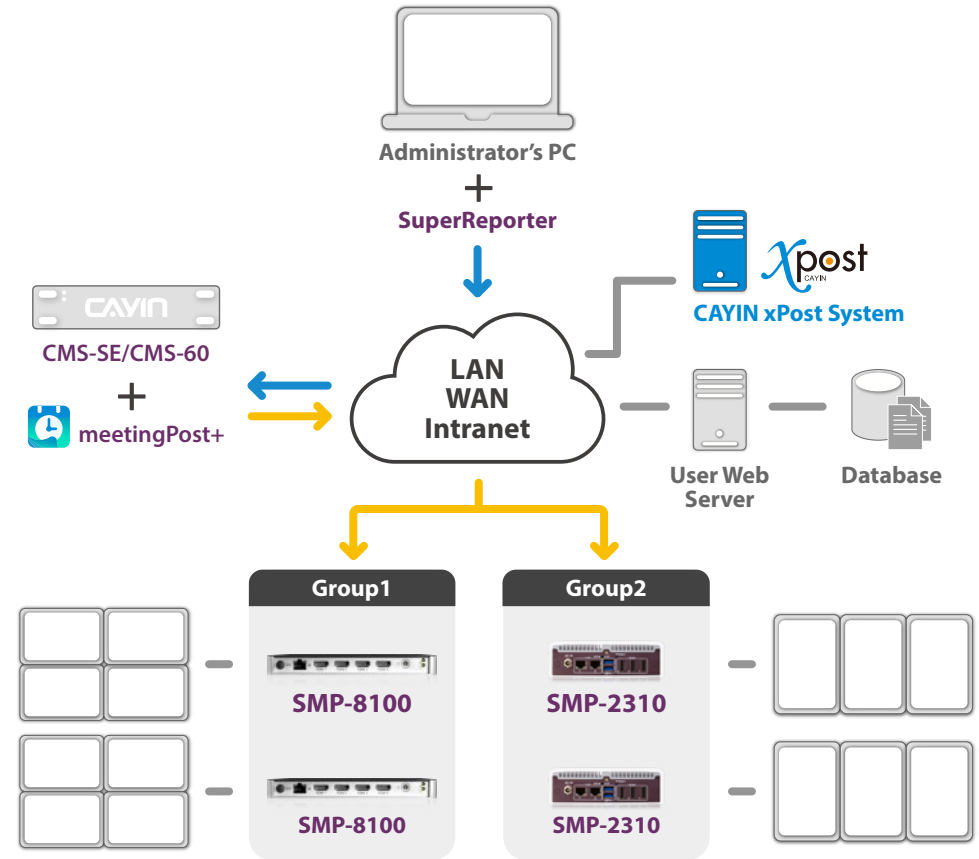 Administrator's PC
+
SuperReporter
Xpost
CAYIN
CAYIN xPost System
CAYIN
CMS-SE/CMS-60
+
meetingPost+
LAN
WAN
Intranet
User Web
Server
Database
Group1
SMP-8100
SMP-8100
Group2
SMP-2310
SMP-2310